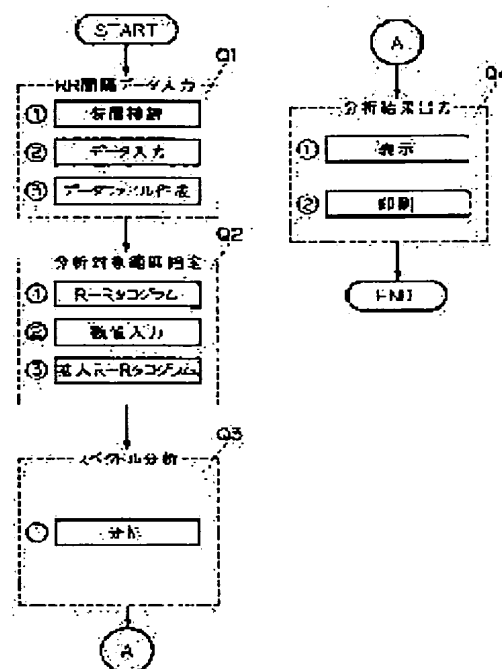 START
Q1
RR間隔データ入力
①
② データ入力
③ データファイル作成
Q2
分析対象範囲指定
① R-Rタコグラム
② 数値入力
③ 拡大R-Rタコグラム
Q3
スペクトル分析
① 分析
A
A
Q4
分析結果出力
① 表示
② 印刷
END